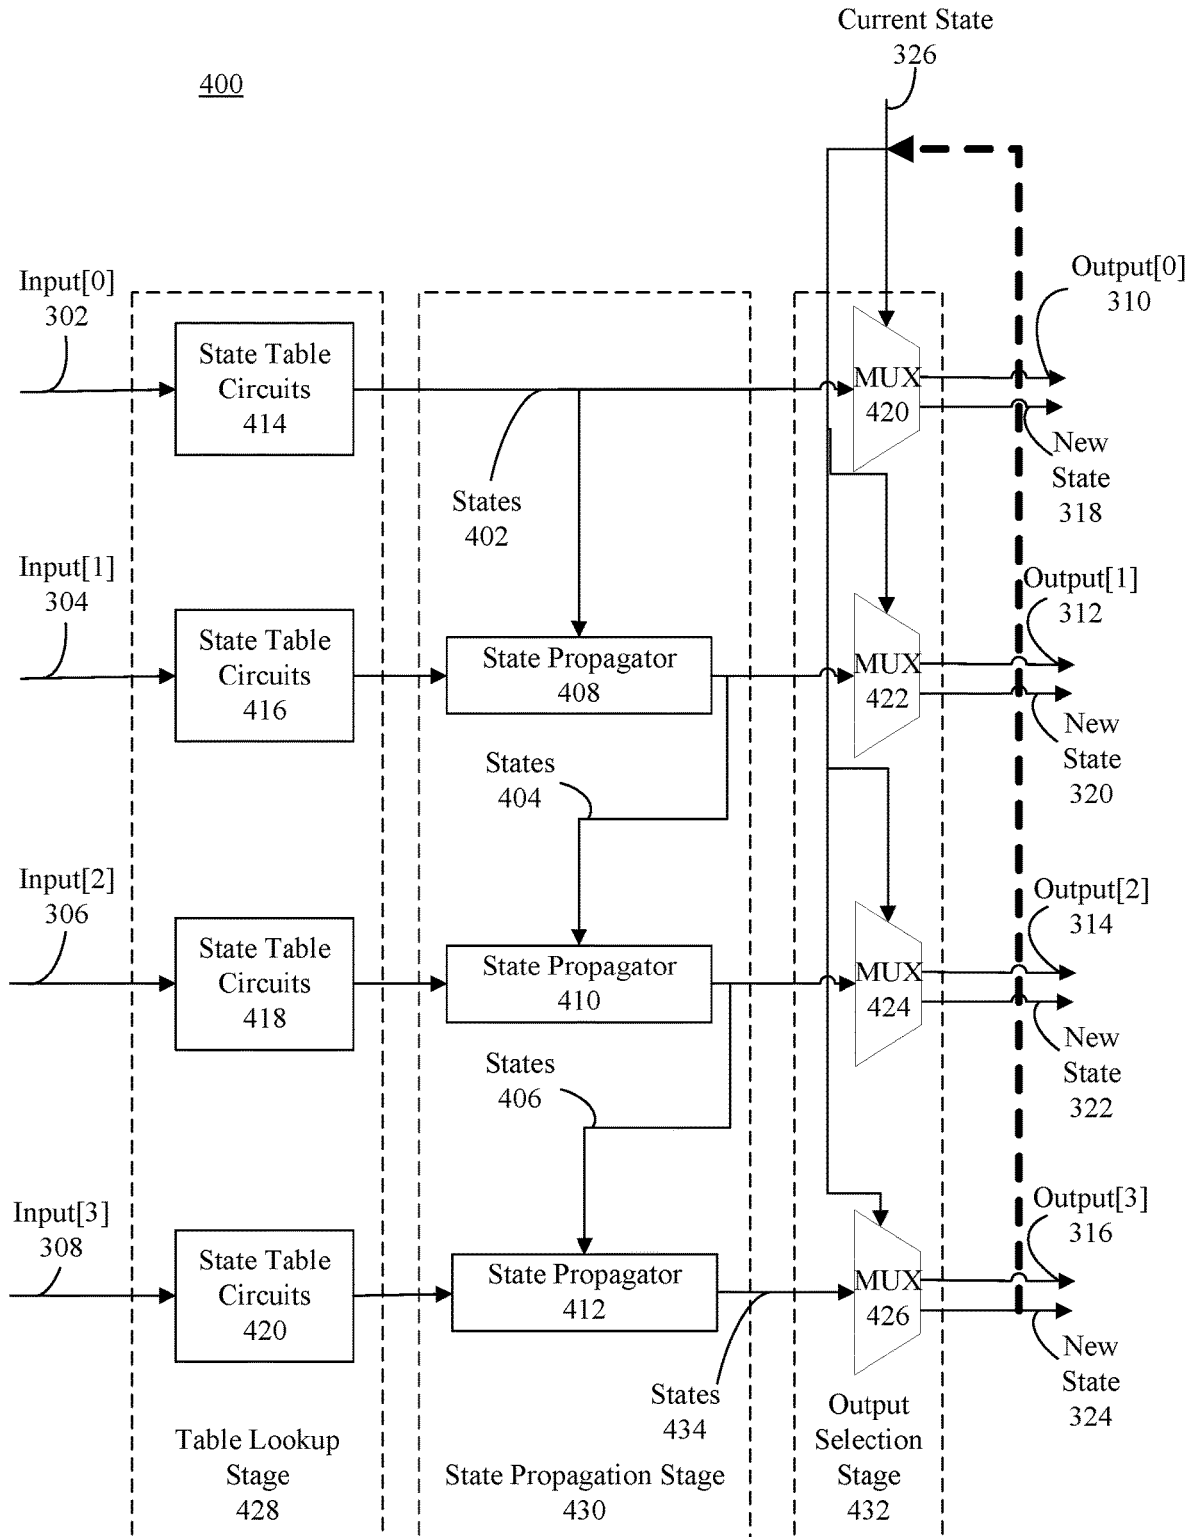 Current State
326
400
Input[0]
302
State Table
Circuits
414
States
402
MUX
420
Output[0]
310
New
State
318
Input[1]
304
State Table
Circuits
416
State Propagator
408
States
404
MUX
422
Output[1]
312
New
State
320
Input[2]
306
State Table
Circuits
418
State Propagator
410
States
406
MUX
424
Output[2]
314
New
State
322
Input[3]
308
State Table
Circuits
420
State Propagator
412
States
434
MUX
426
Output[3]
316
New
State
324
Table Lookup
Stage
428
State Propagation Stage
430
Output
Selection
Stage
432